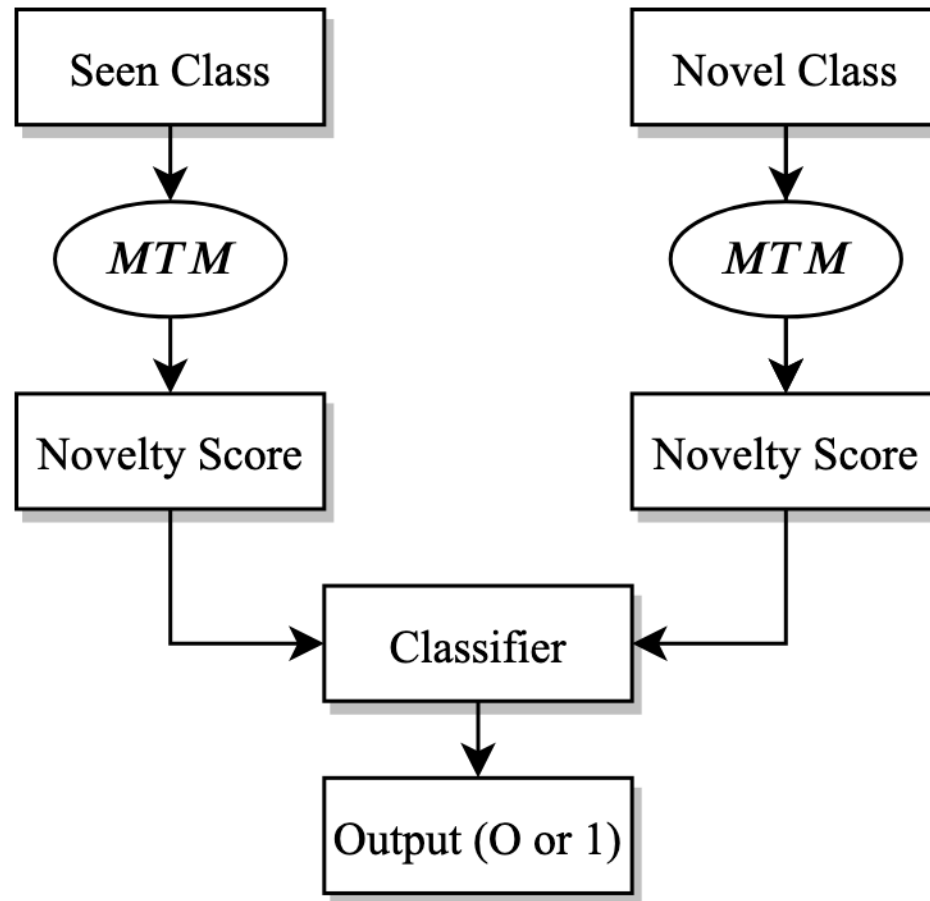 Seen Class
Novel Class
MTM
MTM
Novelty Score
Novelty Score
Classifier
Output (O or 1)